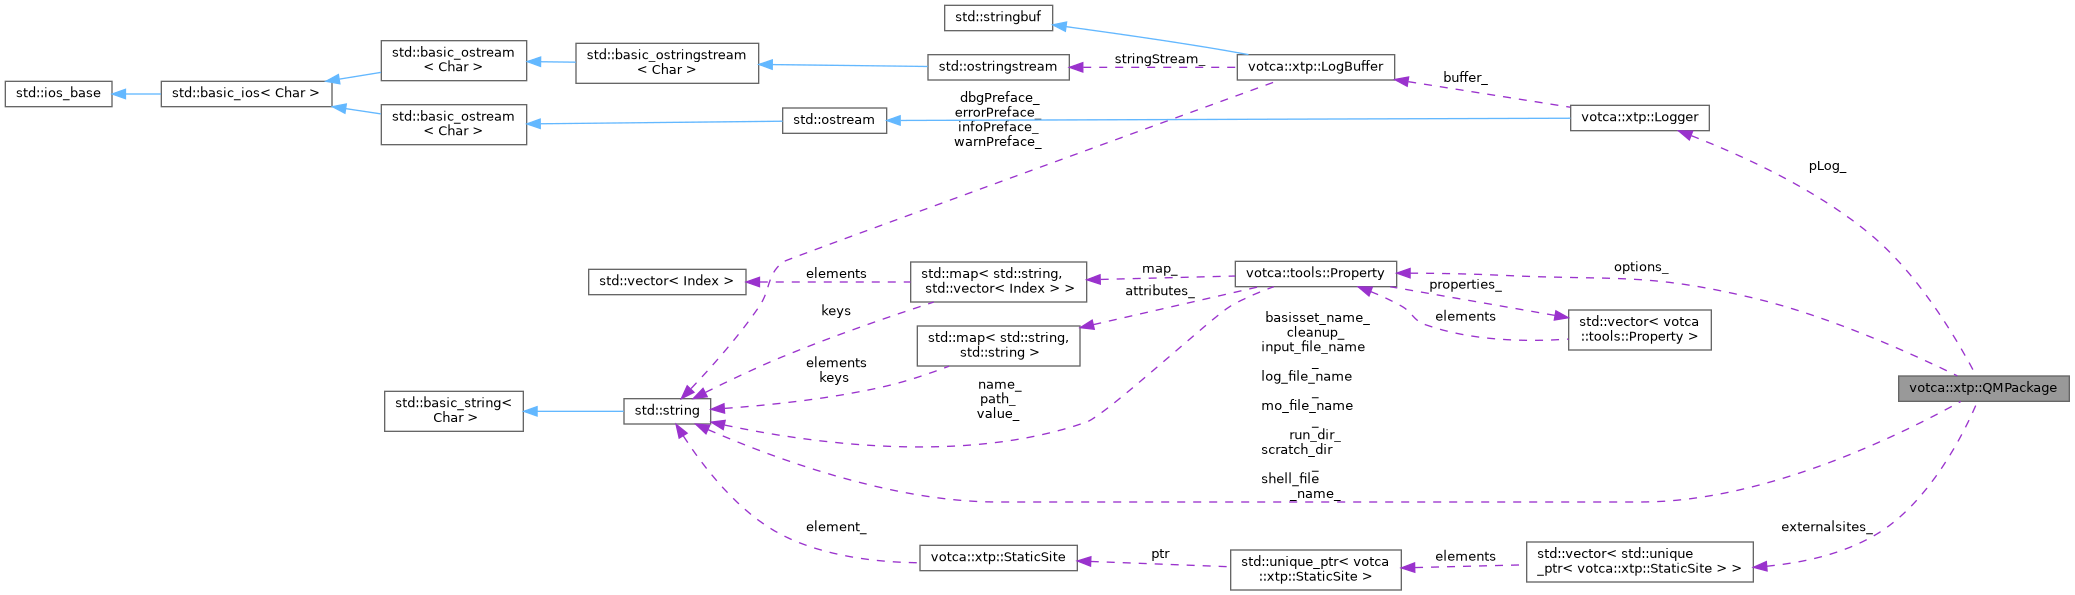 std::stringbuf
std::basic_ostream
< Char >
std::basic_ostringstream
< Char >
std::ostringstream
stringStream_
votca::xtp::LogBuffer
std::ios_base
std::basic_ios< Char >
buffer_
dbgPreface_
errorPreface_
infoPreface_
warnPreface_
std::basic_ostream
< Char >
std::ostream
votca::xtp::Logger
pLog_
std::vector< Index >
elements
std::map< std::string,
std::vector< Index > >
map_
votca::tools::Property
options_
attributes_
properties_
keys
elements
std::vector< votca
::tools::Property >
std::map< std::string,
std::string >
elements
keys
basisset_name_
cleanup_
input_file_name
_
log_file_name
_
mo_file_name
_
run_dir_
scratch_dir
_
shell_file
_name_
votca::xtp::QMPackage
name_
path_
value_
std::basic_string<
Char >
std::string
element_
externalsites_
votca::xtp::StaticSite
ptr
std::unique_ptr< votca
::xtp::StaticSite >
elements
std::vector< std::unique
_ptr< votca::xtp::StaticSite > >